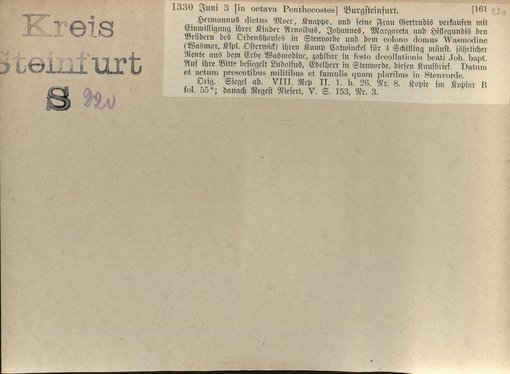 Kreis
Steinfurt
S 220
1330 Juni 3 [in octava Penthecostes] Burgsteinfurt. [161
Hermannus dictus Moer, Knappe, und seine Frau Gertrudis verkaufen mit
Einwilligung ihrer Kinder Arnoldus, Johannes, Margareta und Hillegundis den
Brüdern des Ordenshauses in Stenvorde und dem colono domus Wasmodinc
(Wasmar, Kspl. Osterwick) ihren Kamp Catwinkel für 4 Schilling münst. jährlicher
Rente aus dem Erbe Wasmodinc, zahlbar in festo decollationis beati Joh. bapt.
Auf ihre Bitte besiegelt Ludolfus, Edelherr in Stenvorde, diesen Kaufbrief. Datum
et actum presentibus militibus et famulis quam pluribus in Stenvorde.
Orig. Siegel ab. VIII. Rep II. 1. b. 26. Nr. 8. Kopie im Kopiar B
fol. 55*; danach Regest Niesert, V. S. 153, Nr. 3.